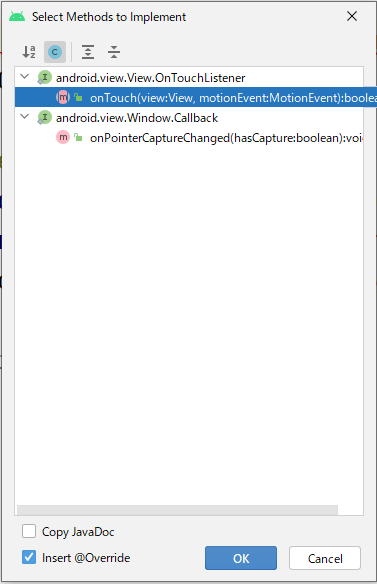 Select Methods to Implement
android.view.View.OnTouchListener
onTouch(view:View, motionEvent:MotionEvent):boolea
android.view.Window.Callback
onPointerCaptureChanged(hasCapture:boolean):voi
Copy JavaDoc
Insert @Override
OK
Cancel